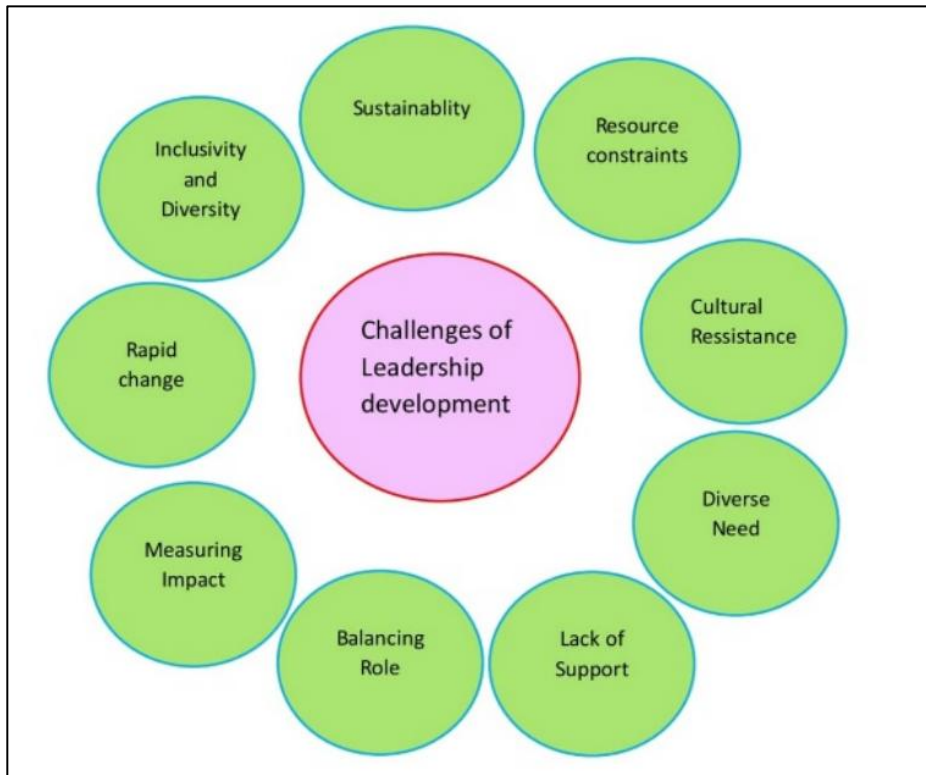 Sustainablity
Resource
constraints
Inclusivity
and
Diversity
Cultural
Ressistance
Challenges of
Leadership
development
Rapid
change
Diverse
Need
Measuring
Impact
Balancing
Role
Lack of
Support